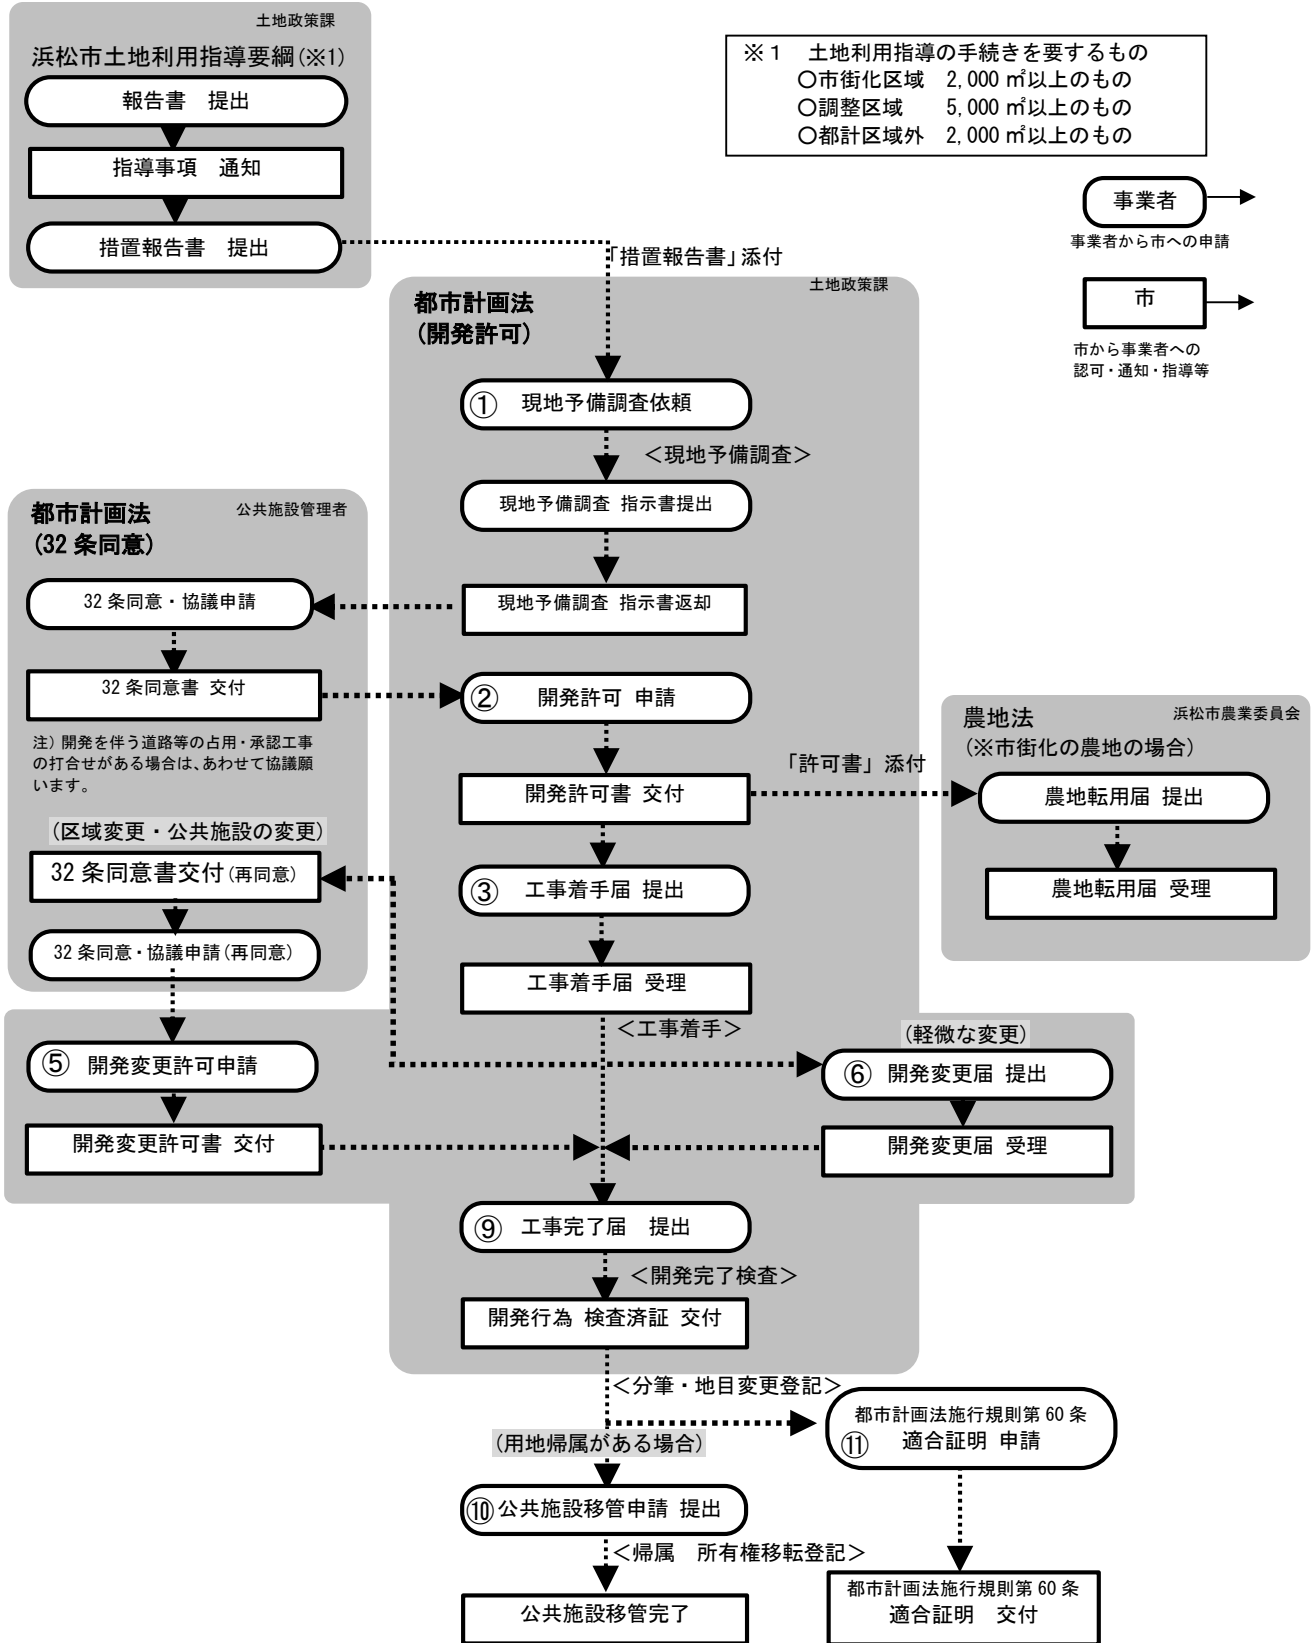 土地政策課
浜松市土地利用指導要綱(※1)
報告書　提出
指導事項　通知
措置報告書　提出
※１　土地利用指導の手続きを要するもの
〇市街化区域　2,000 ㎡以上のもの
〇調整区域　　5,000 ㎡以上のもの
〇都計区域外　2,000 ㎡以上のもの
事業者
事業者から市への申請
市
市から事業者への
認可・通知・指導等
「措置報告書」添付
土地政策課
都市計画法
(開発許可)
① 現地予備調査依頼
＜現地予備調査＞
現地予備調査 指示書提出
現地予備調査 指示書返却
都市計画法
公共施設管理者
(32 条同意)
32 条同意・協議申請
32 条同意書 交付
注) 開発を伴う道路等の占用・承認工事
の打合せがある場合は、あわせて協議願
います。
② 開発許可 申請
開発許可書 交付
「許可書」添付
農地法
浜松市農業委員会
(※市街化の農地の場合)
農地転用届 提出
農地転用届 受理
(区域変更・公共施設の変更)
32 条同意書交付(再同意)
32 条同意・協議申請(再同意)
③ 工事着手届 提出
工事着手届 受理
＜工事着手＞
⑤ 開発変更許可申請
開発変更許可書 交付
(軽微な変更)
⑥ 開発変更届 提出
開発変更届 受理
⑨ 工事完了届　提出
＜開発完了検査＞
開発行為 検査済証 交付
＜分筆・地目変更登記＞
(用地帰属がある場合)
都市計画法施行規則第 60 条
⑪ 適合証明 申請
⑩ 公共施設移管申請 提出
＜帰属　所有権移転登記＞
公共施設移管完了
都市計画法施行規則第 60 条
適合証明　交付